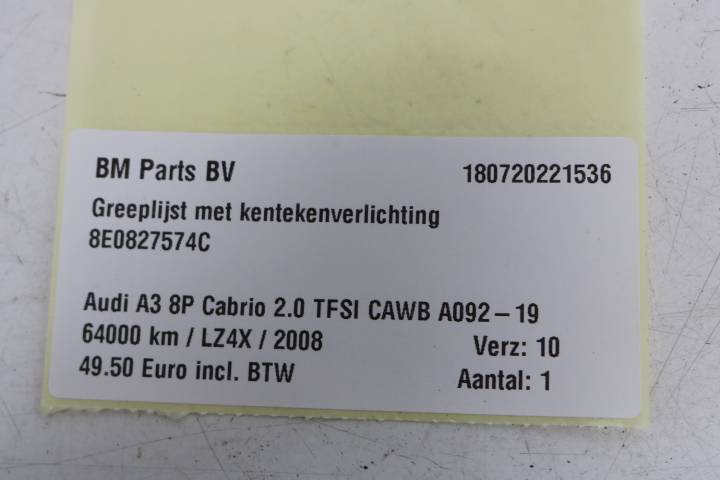 BM Parts BV 180720221536
Greeplijst met kentekenverlichting
8E0827574C
Audi A3 8P Cabrio 2.0 TFSI CAWB A092-19
64000 km / LZ4X / 2008 Verz: 10
49.50 Euro incl. BTW Aantal: 1